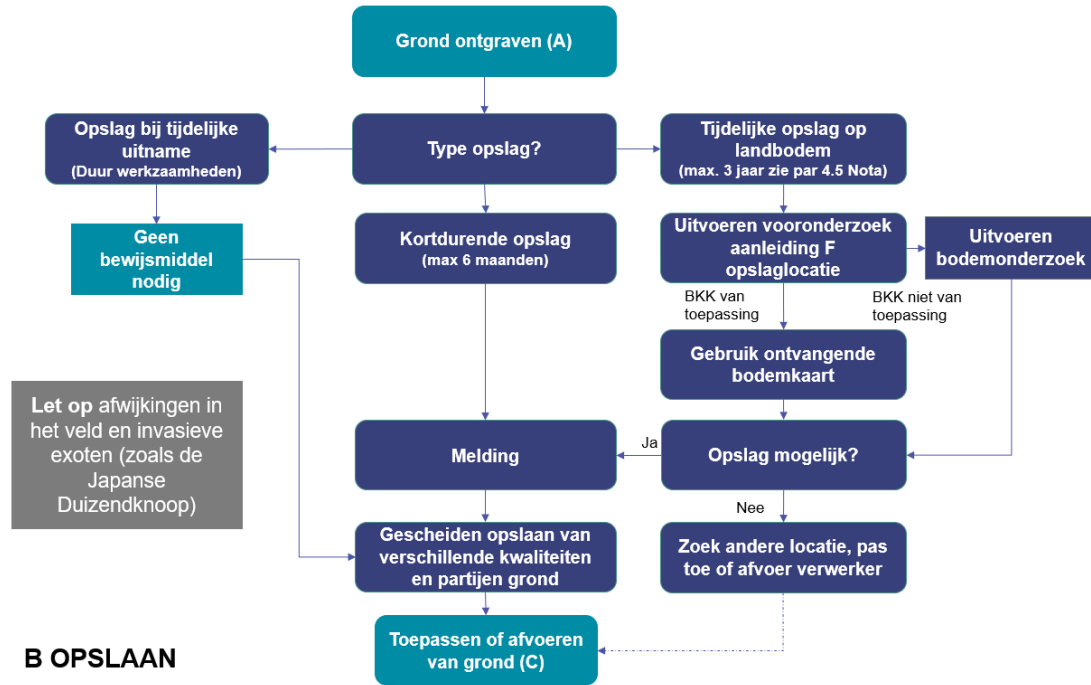 Grond ontgraven (A)
Opslag bij tijdelijke
uitname
(Duur werkzaamheden)
Type opslag?
Tijdelijke opslag op
landbodem
(max. 3 jaar zie par 4.5 Nota)
Geen
bewijsmiddel
nodig
Kortdurende opslag
(max 6 maanden)
Uitvoeren vooronderzoek
aanleiding F
opslaglocatie
Uitvoeren
bodemonderzoek
BKK van
toepassing
BKK niet van
toepassing
Gebruik ontvangende
bodemkaart
Let op afwijkingen in
het veld en invasieve
exoten (zoals de
Japanse
Duizendknoop)
Melding
Ja
Opslag mogelijk?
Nee
Gescheiden opslaan van
verschillende kwaliteiten
en partijen grond
Zoek andere locatie, pas
toe of afvoer verwerker
Toepassen of afvoeren
van grond (C)
B OPSLAAN